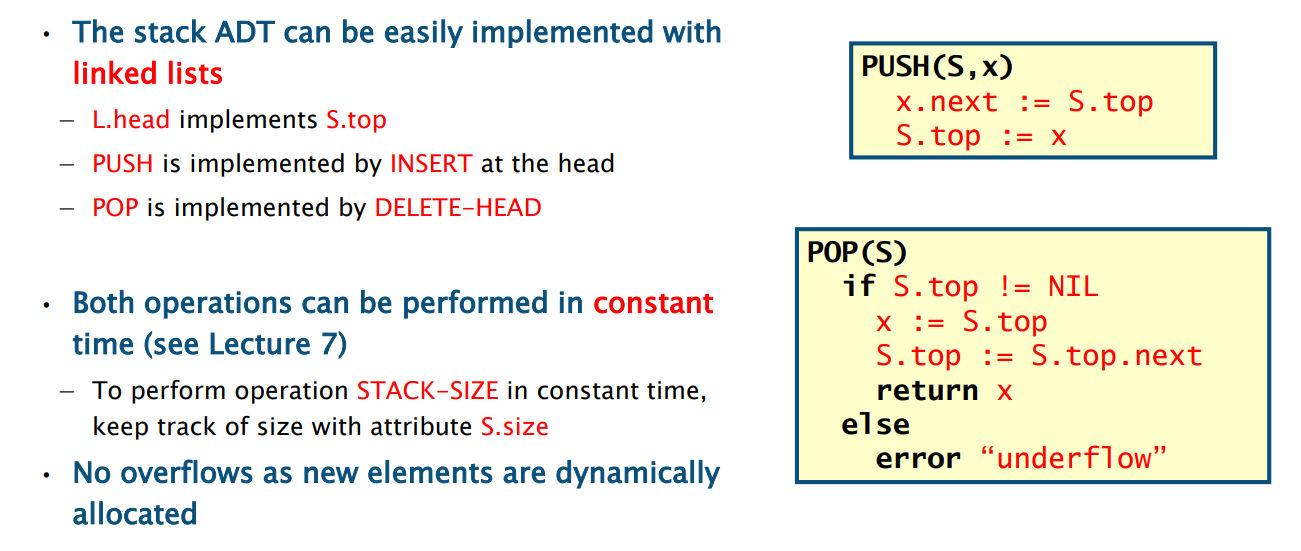 • The stack ADT can be easily implemented with
linked lists
– L.head implements S.top
– PUSH is implemented by INSERT at the head
– POP is implemented by DELETE-HEAD
• Both operations can be performed in constant
time (see Lecture 7)
– To perform operation STACK-SIZE in constant time,
keep track of size with attribute S.size
• No overflows as new elements are dynamically
allocated
PUSH(S,x)
x.next := S.top
S.top := x
POP(S)
if S.top != NIL
x := S.top
S.top := S.top.next
return x
else
error “underflow”